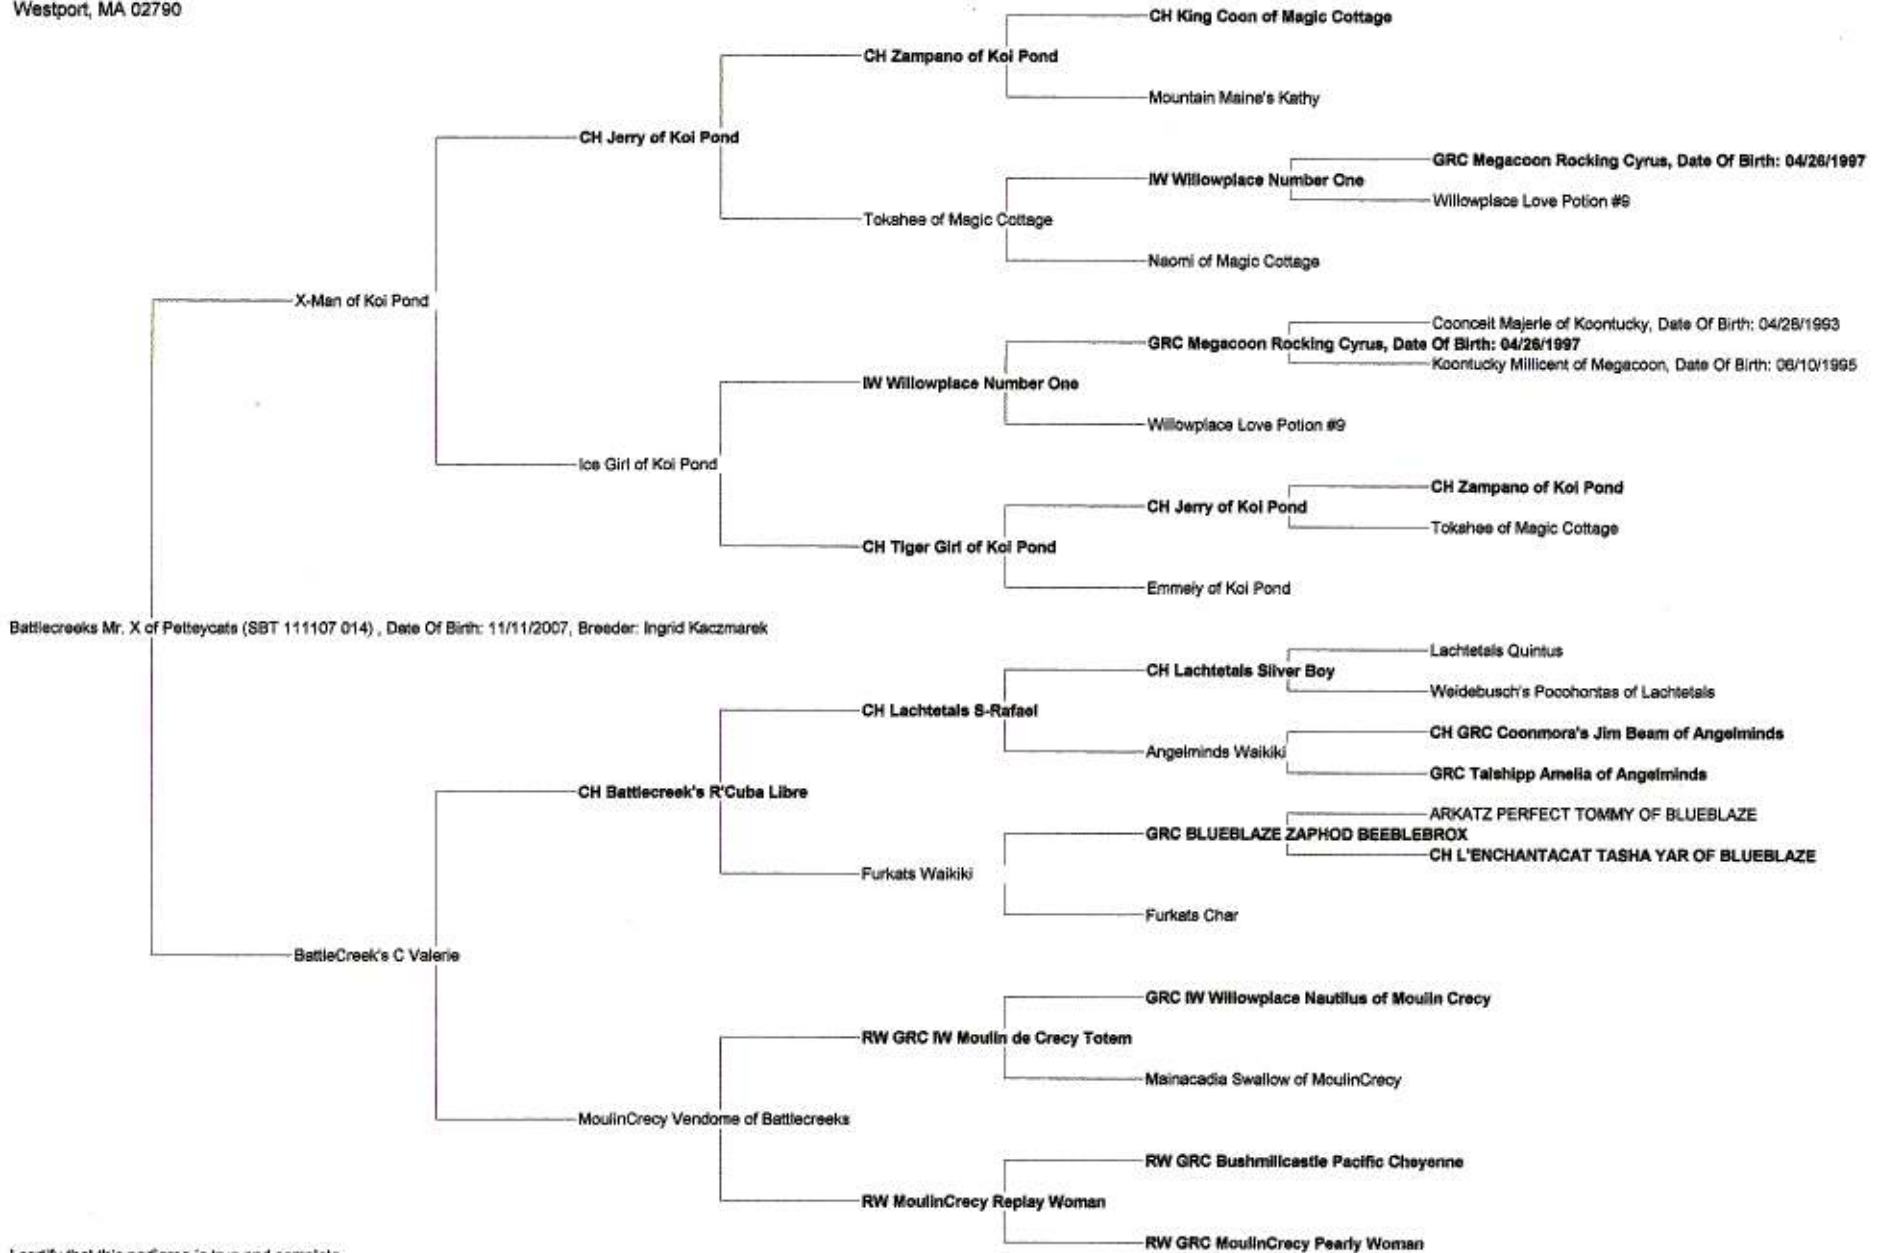 Westport, MA 02790
CH King Coon of Magic Cottage
CH Zampano of Koi Pond
Mountain Maine's Kathy
CH Jerry of Koi Pond
GRC Megacoon Rocking Cyrus, Date Of Birth: 04/26/1997
IW Willowplace Number One
Willowplace Love Potion #9
Tokahee of Magic Cottage
Naomi of Magic Cottage
X-Man of Koi Pond
Coonceit Majerle of Koontucky, Date Of Birth: 04/28/1993
GRC Megacoon Rocking Cyrus, Date Of Birth: 04/26/1997
Koontucky Millicent of Megacoon, Date Of Birth: 06/10/1995
IW Willowplace Number One
Willowplace Love Potion #9
Ice Girl of Koi Pond
CH Zampano of Koi Pond
CH Jerry of Koi Pond
Tokahee of Magic Cottage
CH Tiger Girl of Koi Pond
Emmely of Koi Pond
Battlecreeks Mr. X of Petteycats (SBT 111107 014) , Date Of Birth: 11/11/2007, Breeder: Ingrid Kaczmarek
Lachtetals Quintus
CH Lachtetals Silver Boy
Weidebusch's Pocohontas of Lachtetals
CH Lachtetals S-Rafael
CH GRC Coonmora's Jim Beam of Angelminds
Angelminds Waikiki
GRC Talshipp Amelia of Angelminds
CH Battlecreek's R'Cuba Libre
ARKATZ PERFECT TOMMY OF BLUEBLAZE
GRC BLUEBLAZE ZAPHOD BEEBLEBROX
CH L'ENCHANTACAT TASHA YAR OF BLUEBLAZE
Furkats Waikiki
Furkats Char
BattleCreek's C Valerie
GRC IW Willowplace Nautilus of Moulin Crecy
RW GRC IW Moulin de Crecy Totem
Mainacadia Swallow of MoulinCrecy
MoulinCrecy Vendome of Battlecreeks
RW GRC Bushmillcastle Pacific Cheyenne
RW MoulinCrecy Replay Woman
RW GRC MoulinCrecy Pearly Woman
I certify that this pedigree is true and complete